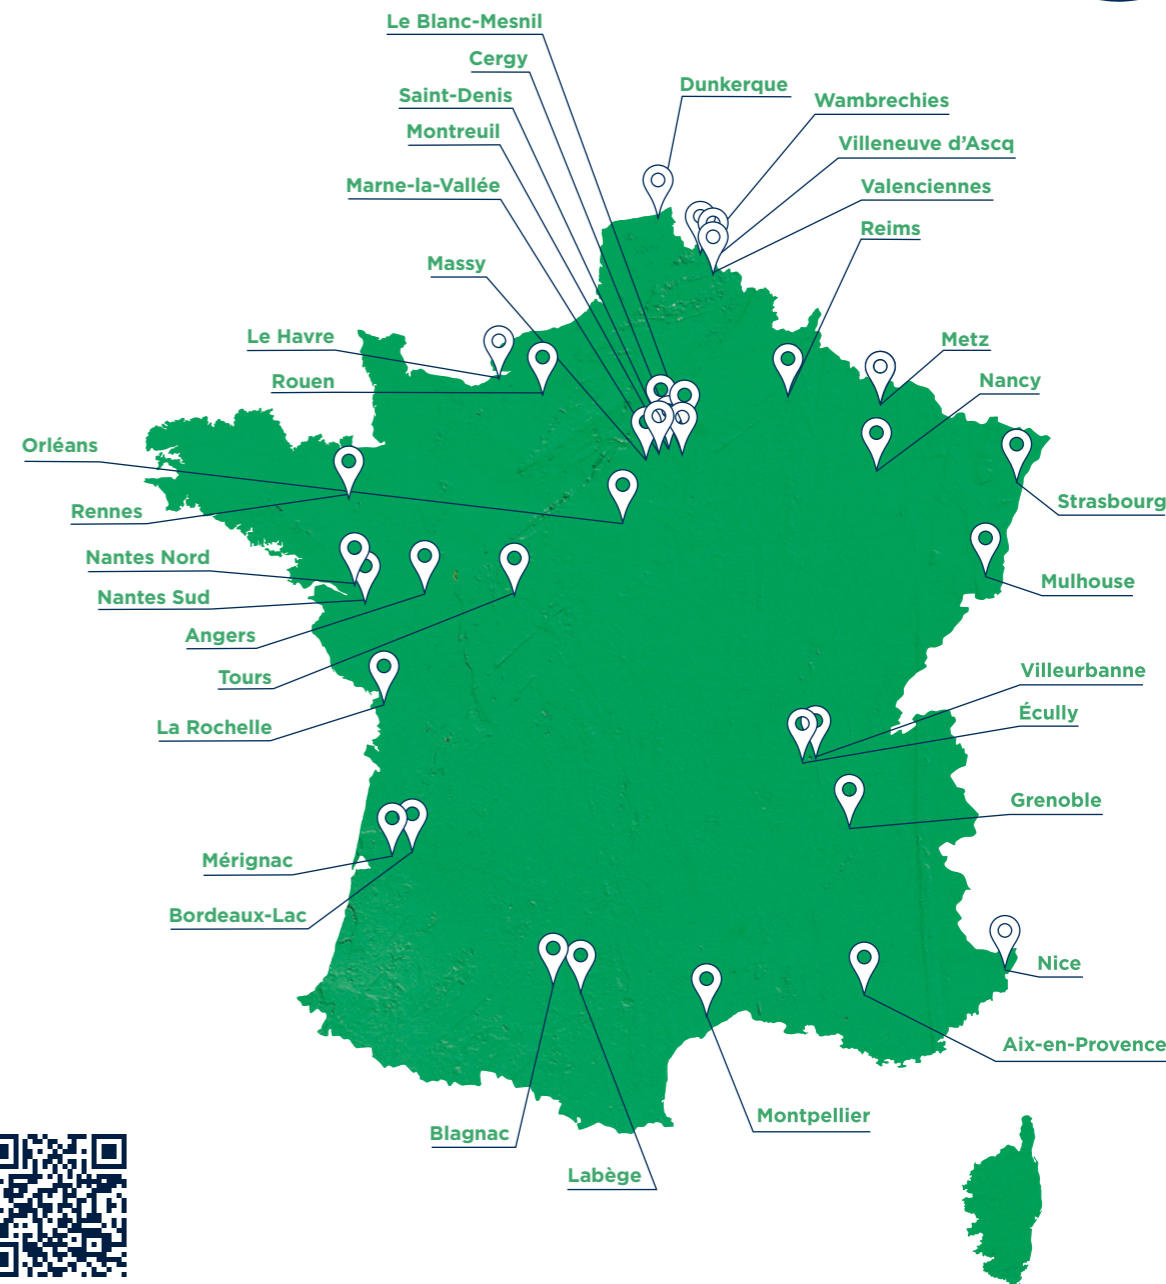 Le Blanc-Mesnil
Cergy
Dunkerque
Saint-Denis
Wambrechies
Montreuil
Villeneuve d'Ascq
Marne-la-Vallée
Valenciennes
Reims
Massy
Le Havre
Metz
Rouen
Nancy
Orléans
Strasbourg
Rennes
Nantes Nord
Mulhouse
Nantes Sud
Angers
Villeurbanne
Tours
Écully
La Rochelle
Grenoble
Mérignac
Bordeaux-Lac
Nice
Aix-en-Provence
Montpellier
Blagnac
Labège